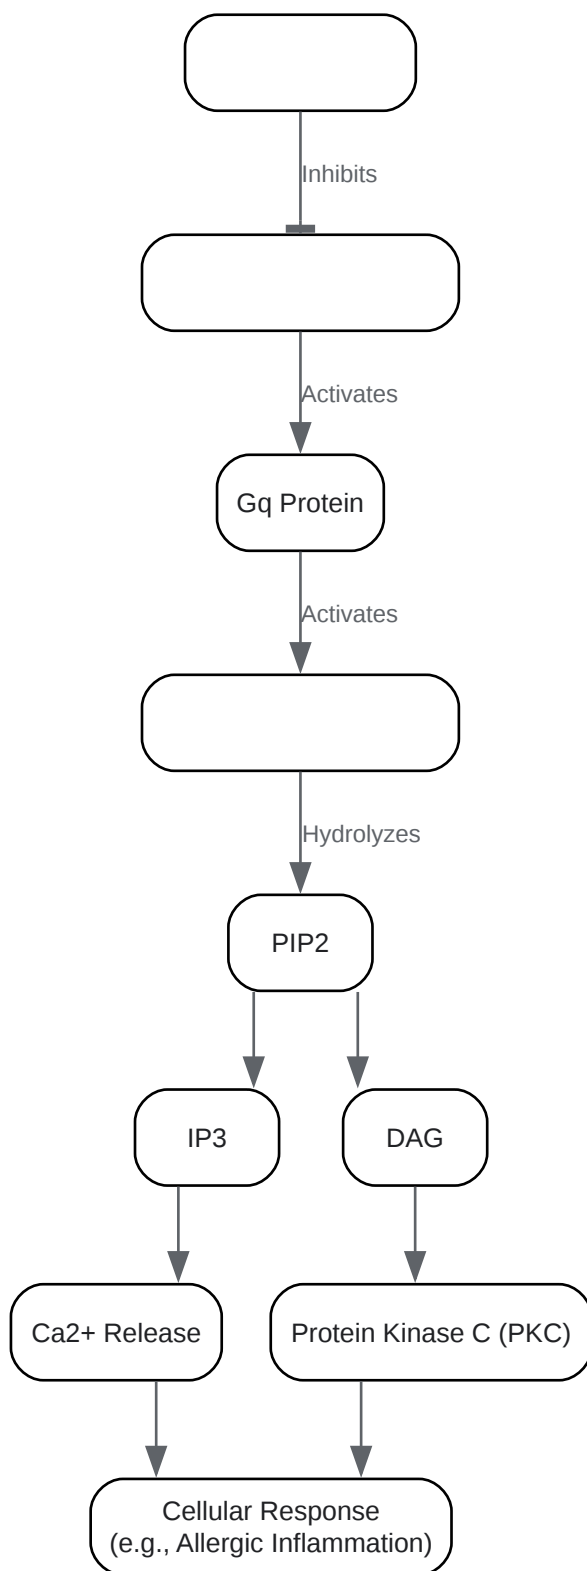 Inhibits
Activates
Gq Protein
Activates
Hydrolyzes
PIP2
IP3
DAG
Ca2+ Release
Protein Kinase C (PKC)
Cellular Response
(e.g., Allergic Inflammation)